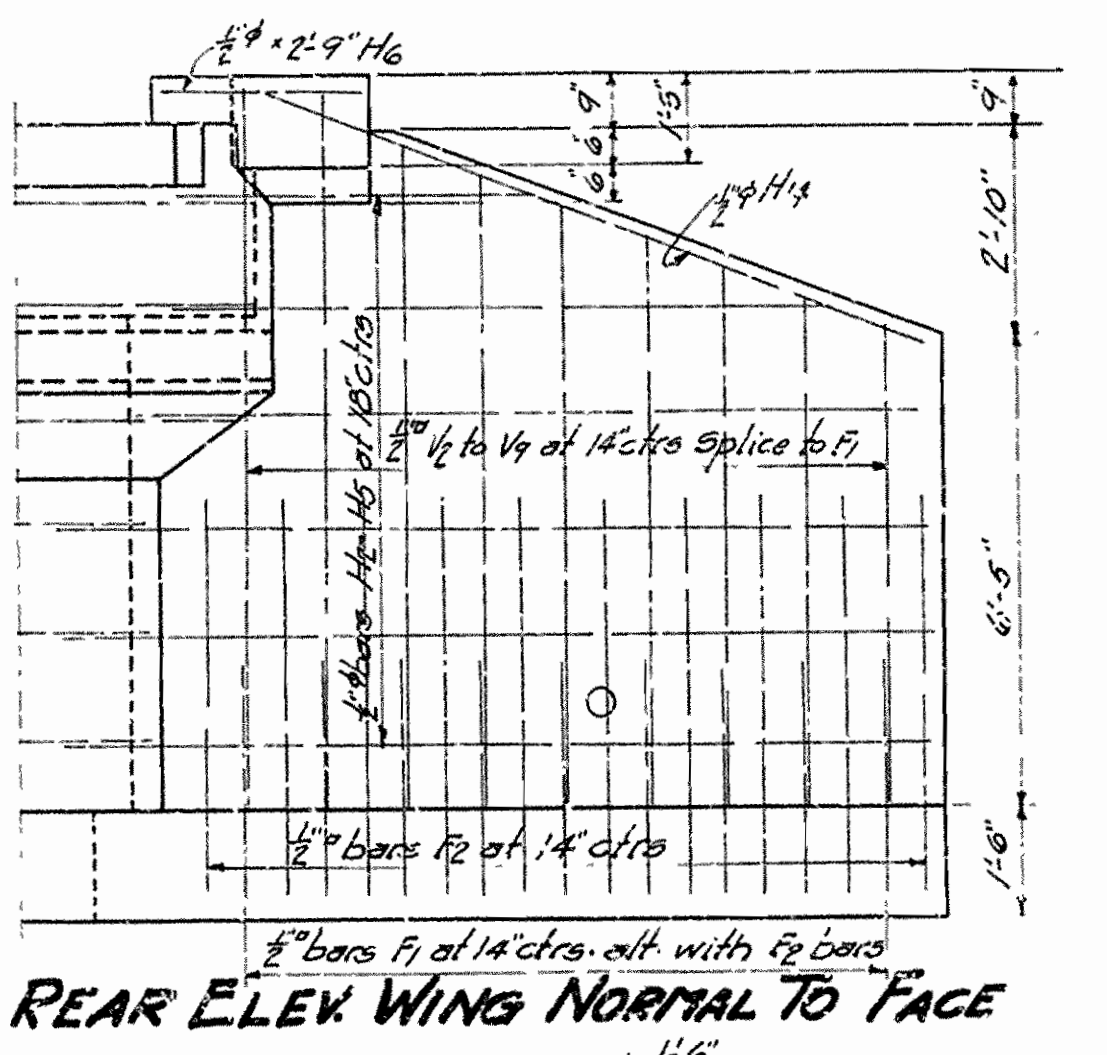 ½"φ × 2'-9" H6
9"
6"
6"
1'-5"
9"
2'-10"
½"φ H14
½"□ V2 to V9 at 14"ctrs Splice to F1
½"φ bars H2-H5 at 18"ctrs
1'-6"
½"□ bars F2 at 14" ctrs
½"□ bars F1 at 14"ctrs. alt. with F2 bars
REAR ELEV. WING NORMAL TO FACE
1'-6"